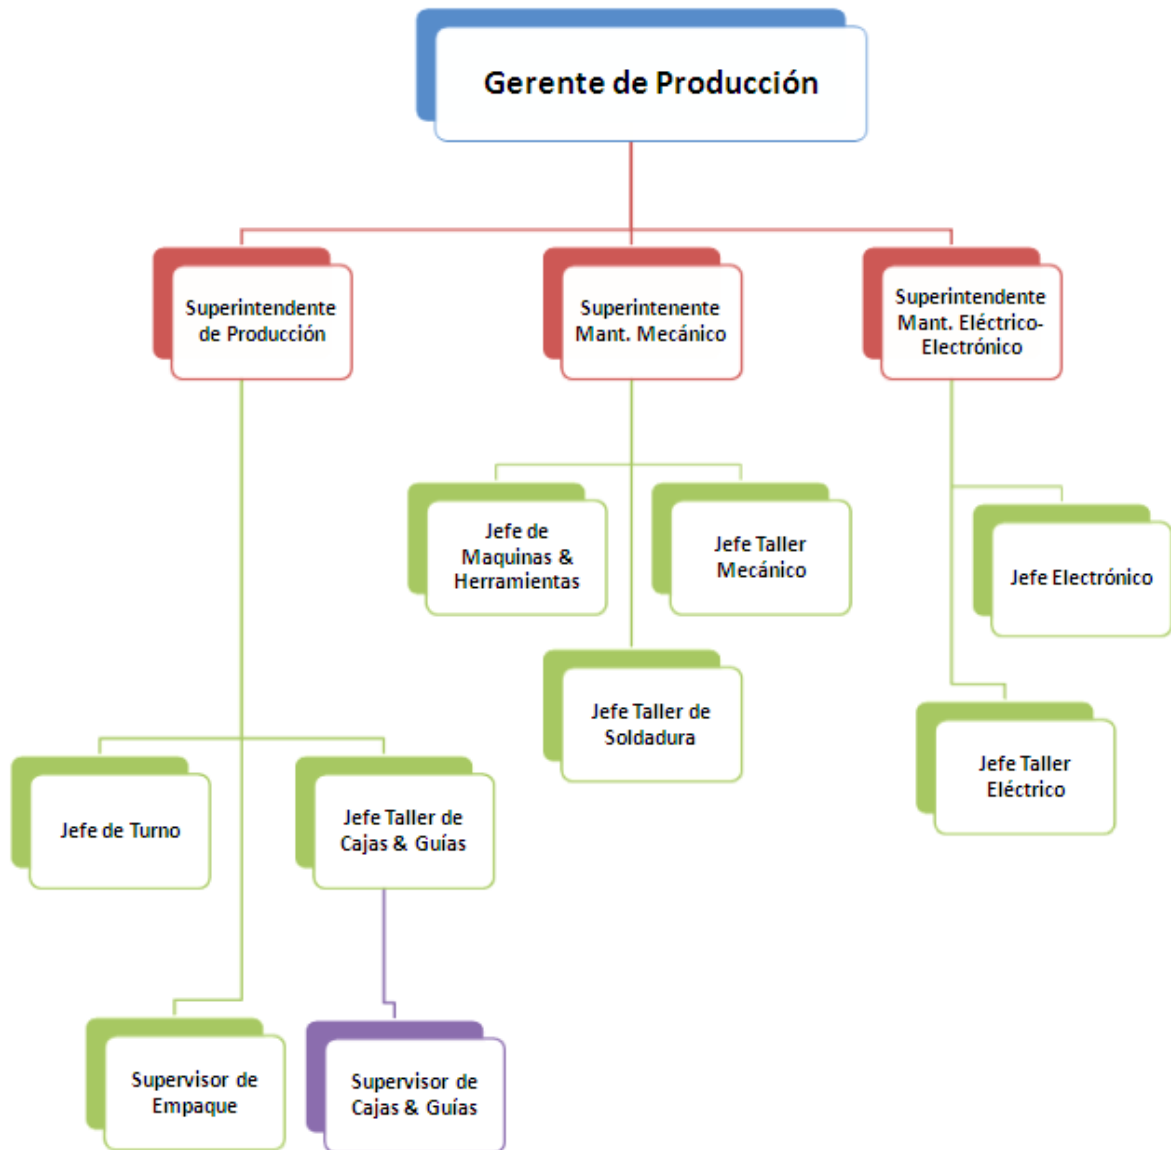 Gerente de Producción
Superintendente
de Producción
Superintenente
Mant. Mecánico
Superintendente
Mant. Eléctrico-
Electrónico
Jefe de
Maquinas &
Herramientas
Jefe Taller
Mecánico
Jefe Electrónico
Jefe Taller de
Soldadura
Jefe Taller
Eléctrico
Jefe de Turno
Jefe Taller de
Cajas & Guías
Supervisor de
Empaque
Supervisor de
Cajas & Guías